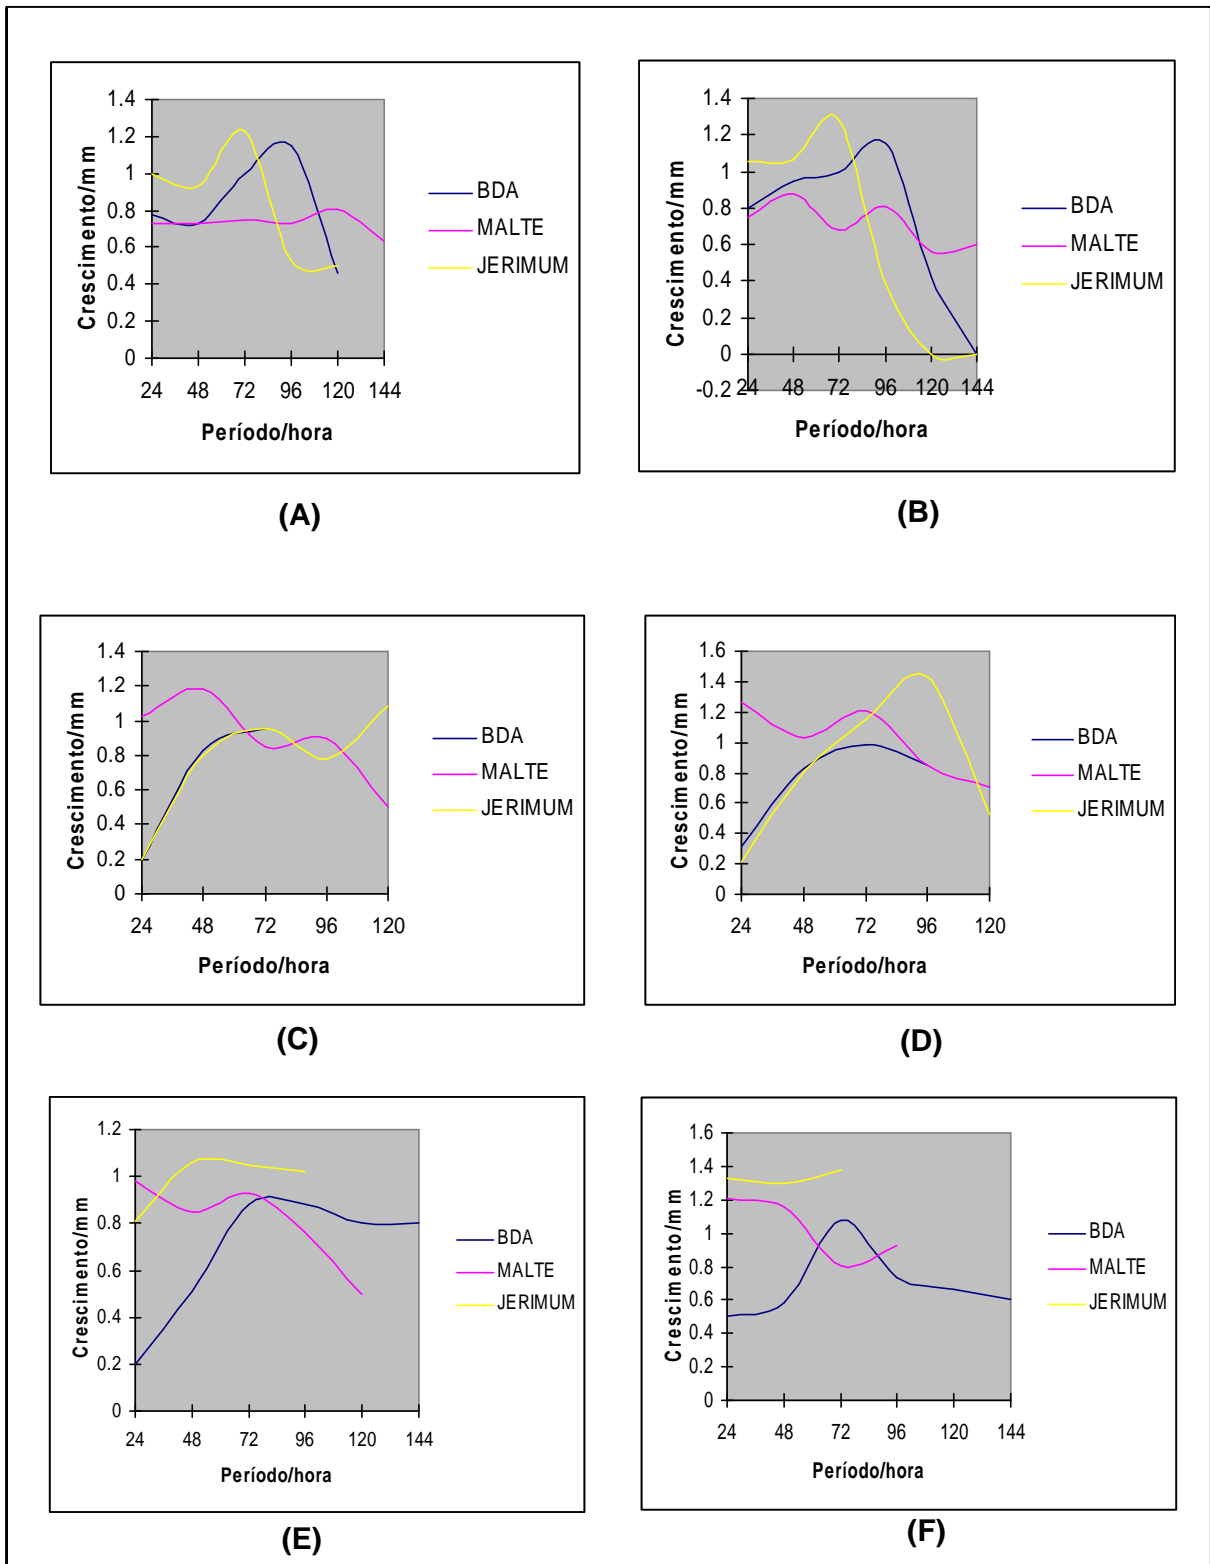 1.4
1.2
1
0.8
0.6
0.4
0.2
0
24 48 72 96 120 144
Crescimento/mm
Período/hora
BDA
MALTE
JERIMUM
(A)
1.4
1.2
1
0.8
0.6
0.4
0.2
0
-0.2
24 48 72 96 120 144
Crescimento/mm
Período/hora
BDA
MALTE
JERIMUM
(B)
1.4
1.2
1
0.8
0.6
0.4
0.2
0
24 48 72 96 120
Crescimento/mm
Período/hora
BDA
MALTE
JERIMUM
(C)
1.6
1.4
1.2
1
0.8
0.6
0.4
0.2
0
24 48 72 96 120
Crescimento/mm
Período/hora
BDA
MALTE
JERIMUM
(D)
1.2
1
0.8
0.6
0.4
0.2
0
24 48 72 96 120 144
Crescimento/mm
Período/hora
BDA
MALTE
JERIMUM
(E)
1.6
1.4
1.2
1
0.8
0.6
0.4
0.2
0
24 48 72 96 120 144
Crescimento/mm
Período/hora
BDA
MALTE
JERIMUM
(F)